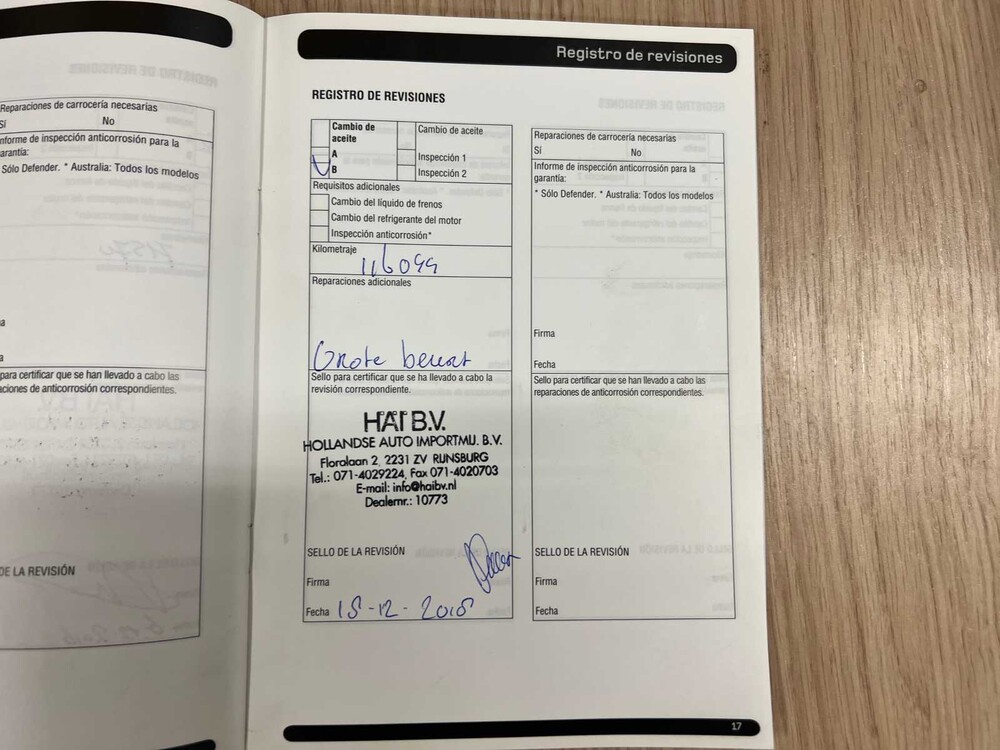 Reparaciones de carrocería necesarias
Sí No
Informe de inspección anticorrosión para la
garantía:
Sólo Defender. * Australia: Todos los modelos
para certificar que se han llevado a cabo las
aciones de anticorrosión correspondientes.
DE LA REVISIÓN
Registro de revisiones
REGISTRO DE REVISIONES
Cambio de
aceite
A
B
Cambio de aceite
Inspección 1
Inspección 2
Requisitos adicionales
Cambio del líquido de frenos
Cambio del refrigerante del motor
Inspección anticorrosión*
Kilometraje
116099
Reparaciones adicionales
Grote beurt
Sello para certificar que se ha llevado a cabo la
revisión correspondiente.
HAI B.V.
HOLLANDSE AUTO IMPORTMIJ. B.V.
Floralaan 2, 2231 ZV RIJNSBURG
Tel.: 071-4029224, Fax 071-4020703
E-mail: info@haibv.nl
Dealernr.: 10773
SELLO DE LA REVISIÓN
Firma
Fecha 18-12-2018
Reparaciones de carrocería necesarias
Sí No
Informe de inspección anticorrosión para la
garantía:
* Sólo Defender. * Australia: Todos los modelos
Firma
Fecha
Sello para certificar que se han llevado a cabo las
reparaciones de anticorrosión correspondientes.
SELLO DE LA REVISIÓN
Firma
Fecha
17